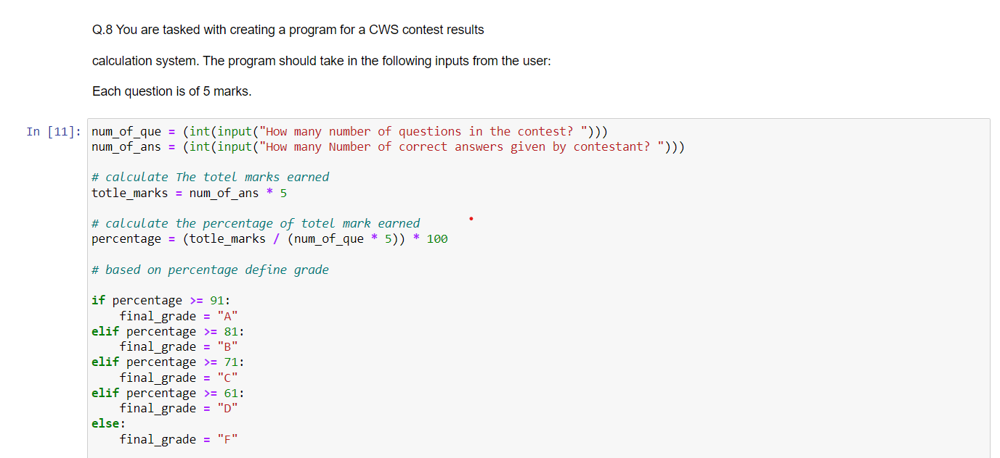 Q.8 You are tasked with creating a program for a CWS contest results
calculation system. The program should take in the following inputs from the user:
Each question is of 5 marks.
In [11]: num_of_que = (int(input("How many number of questions in the contest? ")))
num_of_ans = (int(input("How many Number of correct answers given by contestant? ")))
# calculate The totel marks earned
totle_marks = num_of_ans * 5
# calculate the percentage of totel mark earned
percentage = (totle_marks / (num_of_que * 5)) * 100
# based on percentage define grade
if percentage >= 91:
    final_grade = "A"
elif percentage >= 81:
    final_grade = "B"
elif percentage >= 71:
    final_grade = "C"
elif percentage >= 61:
    final_grade = "D"
else:
    final_grade = "F"